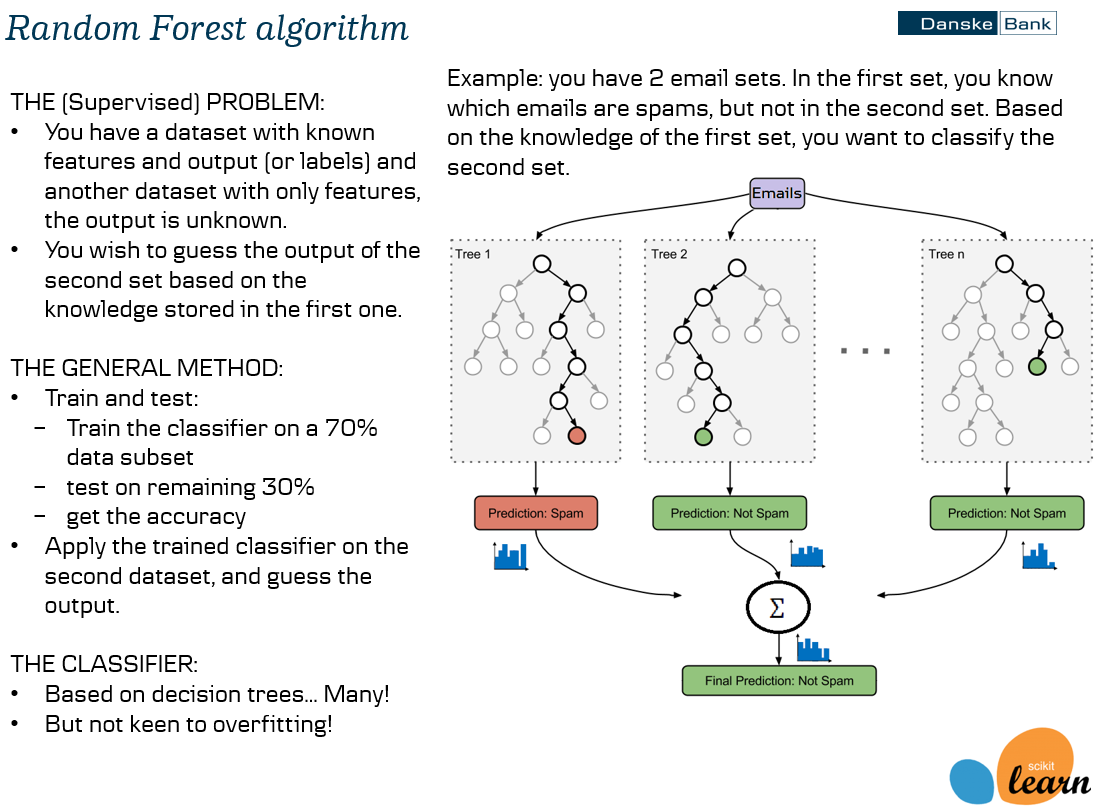 Random Forest algorithm
Danske Bank
THE (Supervised) PROBLEM:
• You have a dataset with known
features and output (or labels) and
another dataset with only features,
the output is unknown.
• You wish to guess the output of the
second set based on the
knowledge stored in the first one.
THE GENERAL METHOD:
• Train and test:
– Train the classifier on a 70%
data subset
– test on remaining 30%
– get the accuracy
• Apply the trained classifier on the
second dataset, and guess the
output.
THE CLASSIFIER:
• Based on decision trees... Many!
• But not keen to overfitting!
Example: you have 2 email sets. In the first set, you know
which emails are spams, but not in the second set. Based
on the knowledge of the first set, you want to classify the
second set.
Emails
Tree 1
Tree 2
Tree n
. . .
Prediction: Spam
Prediction: Not Spam
Prediction: Not Spam
Σ
Final Prediction: Not Spam
scikit
learn